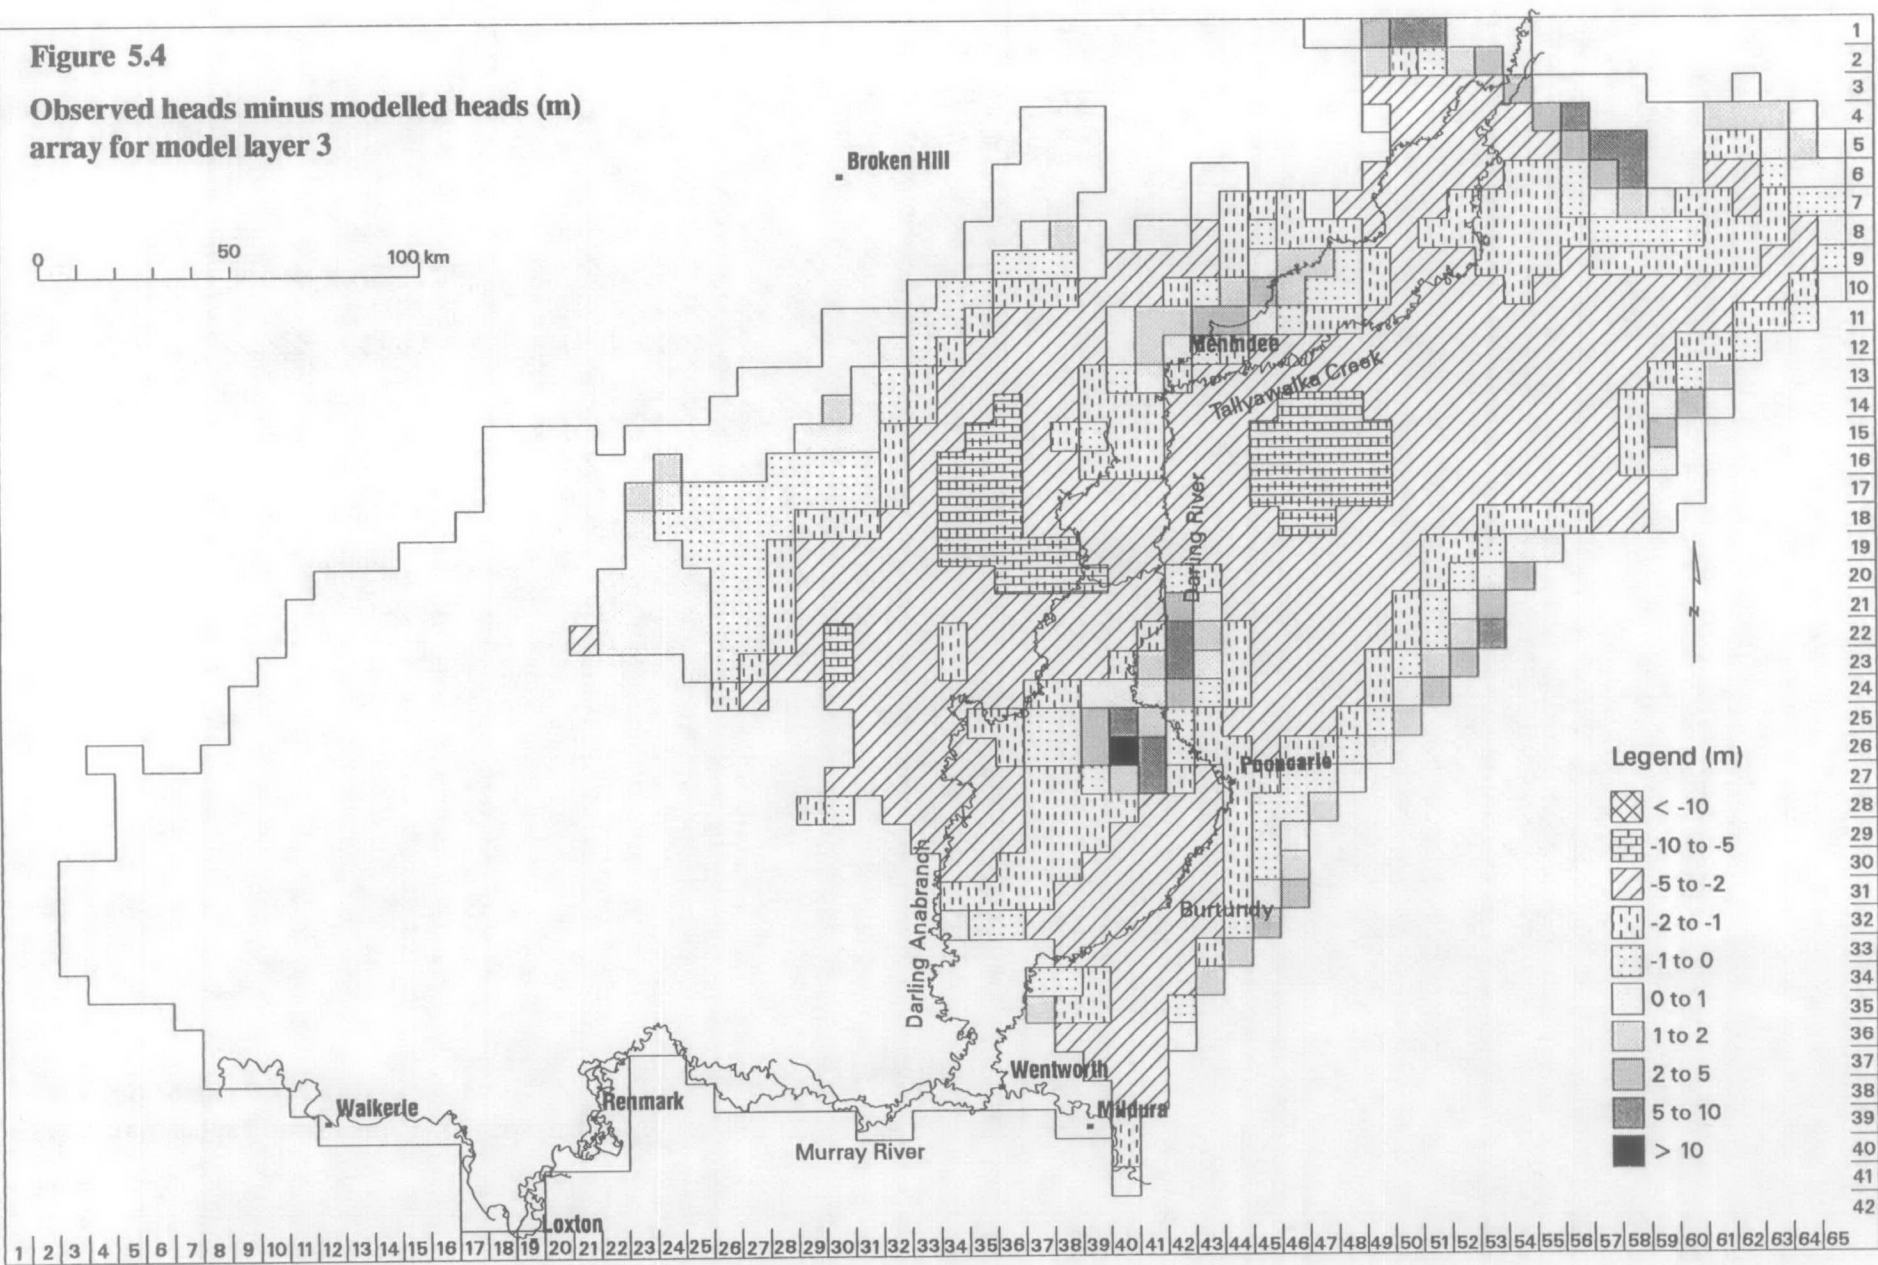 Figure 5.4
Observed heads minus modelled heads (m)
array for model layer 3
0 50 100 km
Broken Hill
Menindee
Tallyawalka Creek
Darling River
Pooncarie
Darling Anabranch
Burtundy
Wentworth
Mildura
Renmark
Walkerie
Murray River
Loxton
N
Legend (m)
< -10
-10 to -5
-5 to -2
-2 to -1
-1 to 0
0 to 1
1 to 2
2 to 5
5 to 10
> 10
1
2
3
4
5
6
7
8
9
10
11
12
13
14
15
16
17
18
19
20
21
22
23
24
25
26
27
28
29
30
31
32
33
34
35
36
37
38
39
40
41
42
1 2 3 4 5 6 7 8 9 10 11 12 13 14 15 16 17 18 19 20 21 22 23 24 25 26 27 28 29 30 31 32 33 34 35 36 37 38 39 40 41 42 43 44 45 46 47 48 49 50 51 52 53 54 55 56 57 58 59 60 61 62 63 64 65